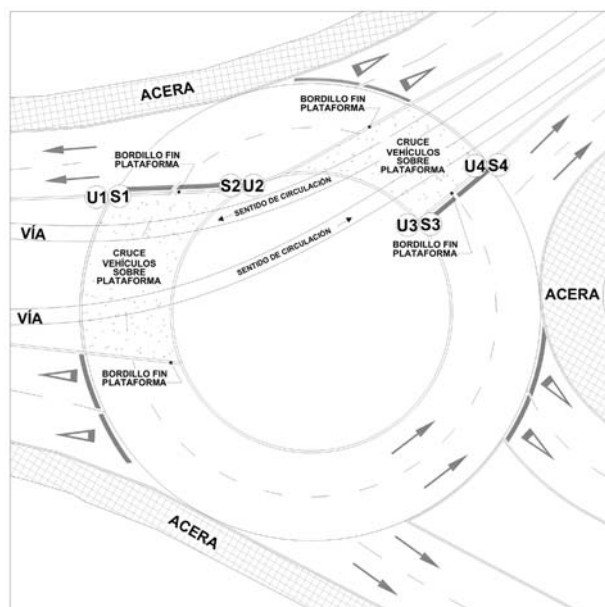 ACERA
BORDILLO FIN
PLATAFORMA
CRUCE
VEHÍCULOS
SOBRE
PLATAFORMA
BORDILLO FIN
PLATAFORMA
U4 S4
U1 S1
S2 U2
SENTIDO DE CIRCULACIÓN
U3 S3
VÍA
BORDILLO FIN
PLATAFORMA
CRUCE
VEHÍCULOS
SOBRE
PLATAFORMA
SENTIDO DE CIRCULACIÓN
ACERA
VÍA
BORDILLO FIN
PLATAFORMA
ACERA